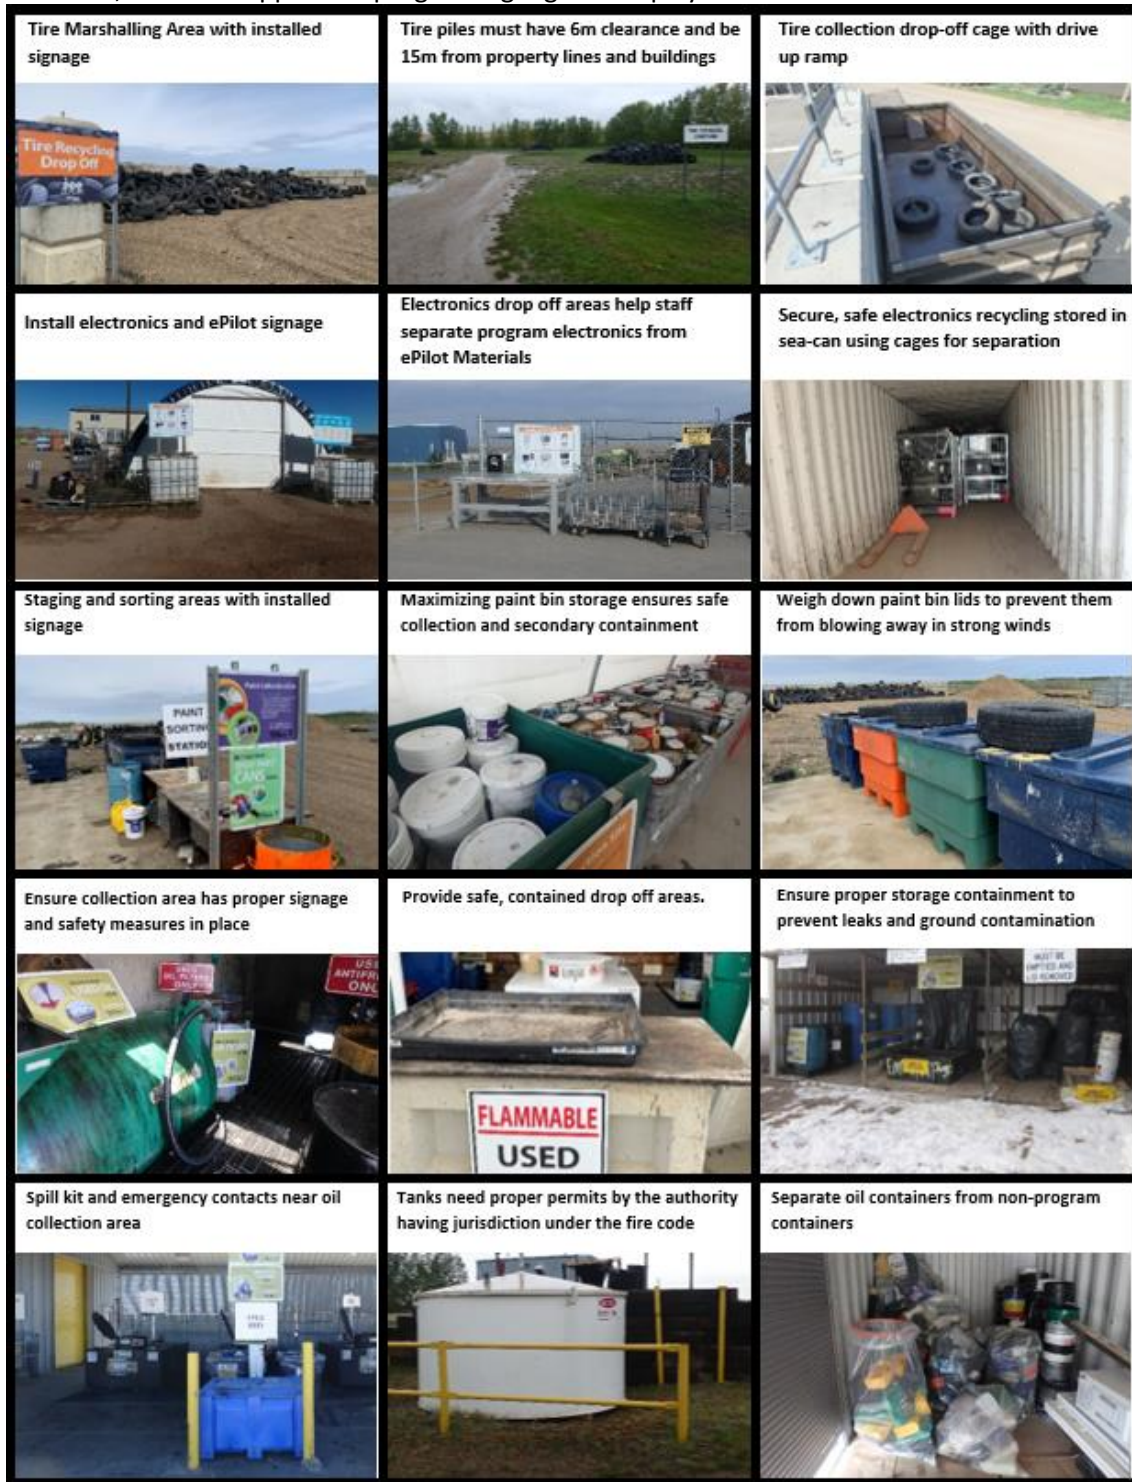 Tire Marshalling Area with installed
signage
Tire piles must have 6m clearance and be
15m from property lines and buildings
Tire collection drop-off cage with drive
up ramp
Tire Recycling
Drop Off
Install electronics and ePilot signage
Electronics drop off areas help staff
separate program electronics from
ePilot Materials
Secure, safe electronics recycling stored in
sea-can using cages for separation
Staging and sorting areas with installed
signage
Maximizing paint bin storage ensures safe
collection and secondary containment
Weigh down paint bin lids to prevent them
from blowing away in strong winds
PAINT
SORTING
STATION
CANS
Ensure collection area has proper signage
and safety measures in place
Provide safe, contained drop off areas.
Ensure proper storage containment to
prevent leaks and ground contamination
USED
OIL FILTERS
ONLY
USED
ANTIFREEZE
ONLY
FLAMMABLE
USED
MUST BE
EMPTIED AND
LID REMOVED
Spill kit and emergency contacts near oil
collection area
Tanks need proper permits by the authority
having jurisdiction under the fire code
Separate oil containers from non-program
containers